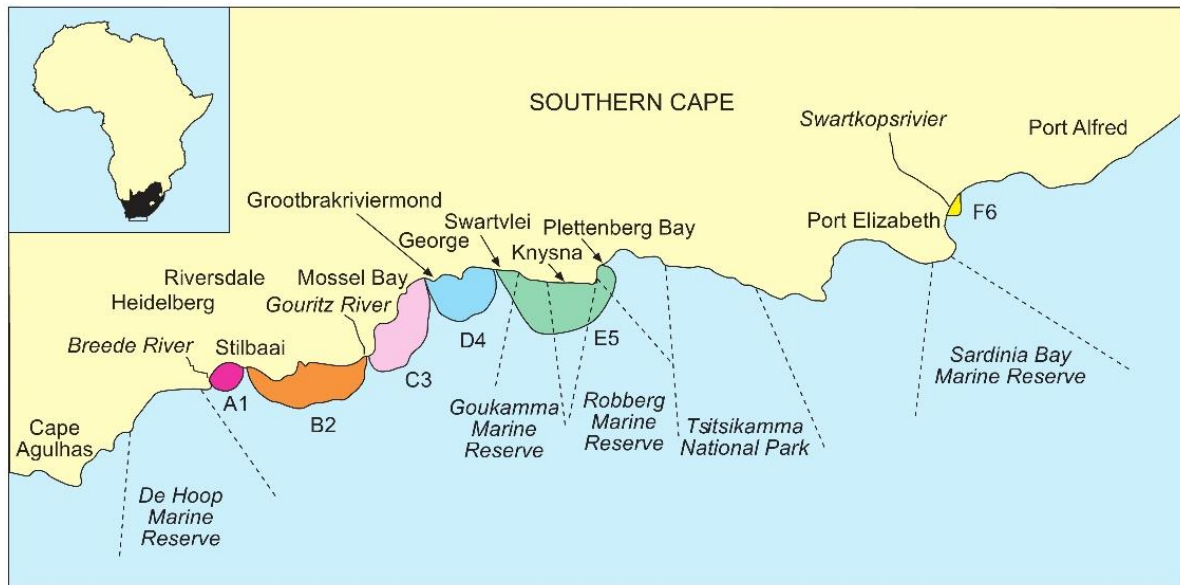 SOUTHERN CAPE
Swartkopsrivier
Port Alfred
Grootbrakriviermond
Swartvlei
Plettenberg Bay
George
Knysna
Port Elizabeth
F6
Riversdale
Mossel Bay
Heidelberg
Gouritz River
Breede River
Stilbaai
D4
E5
C3
A1
B2
Cape
Agulhas
De Hoop
Marine
Reserve
Goukamma
Marine
Reserve
Robberg
Marine
Reserve
Tsitsikamma
National Park
Sardinia Bay
Marine Reserve